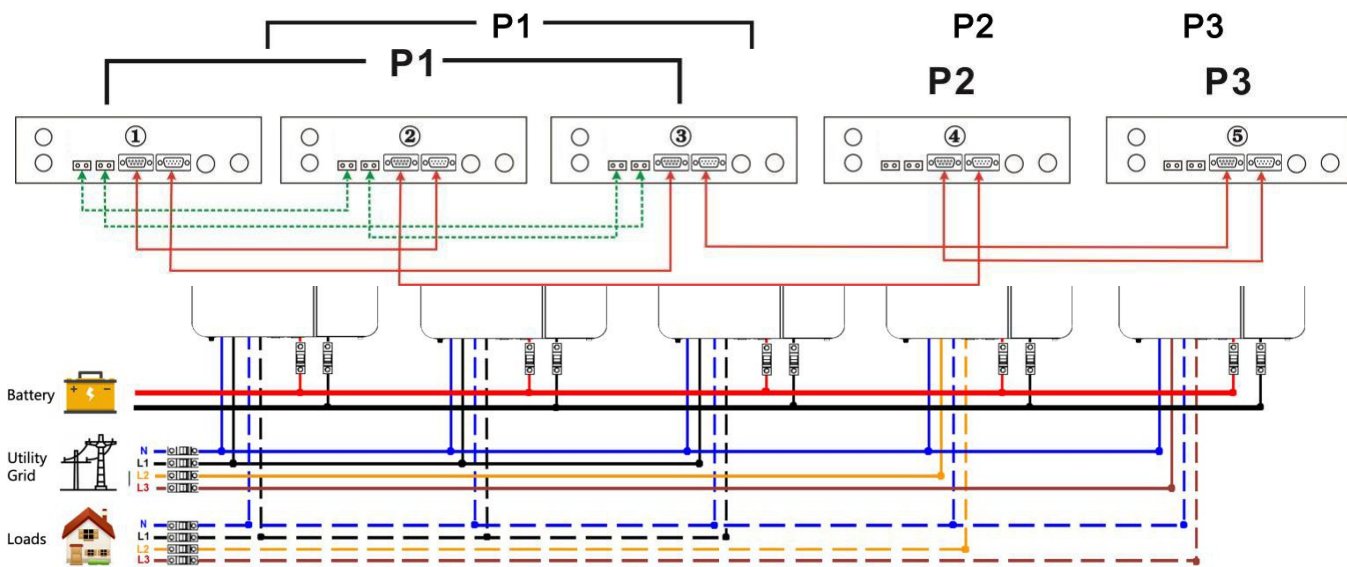 P1 P2 P3
P1 P2 P3
① ② ③ ④ ⑤
Battery + -
Utility
Grid
N
L1
L2
L3
Loads
N
L1
L2
L3